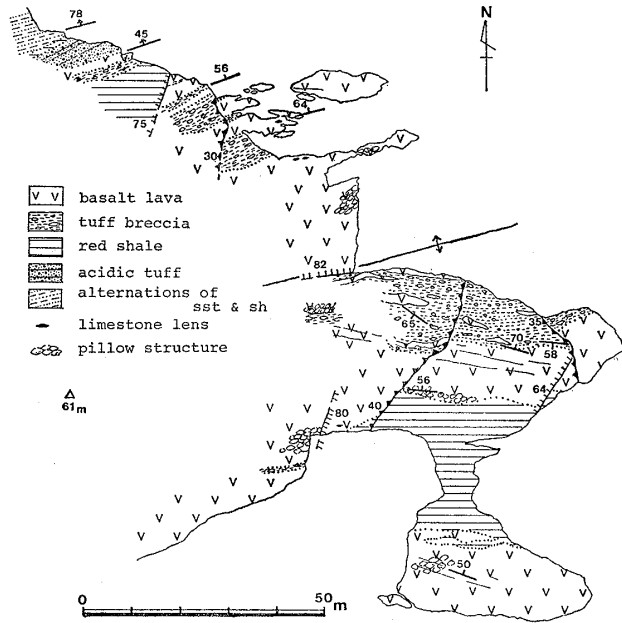 N
78
45
56
64
75
30
basalt lava
tuff breccia
red shale
acidic tuff
alternations of
sst & sh
limestone lens
pillow structure
82
65
35
70
58
56
64
80
40
61m
50
0
50 m